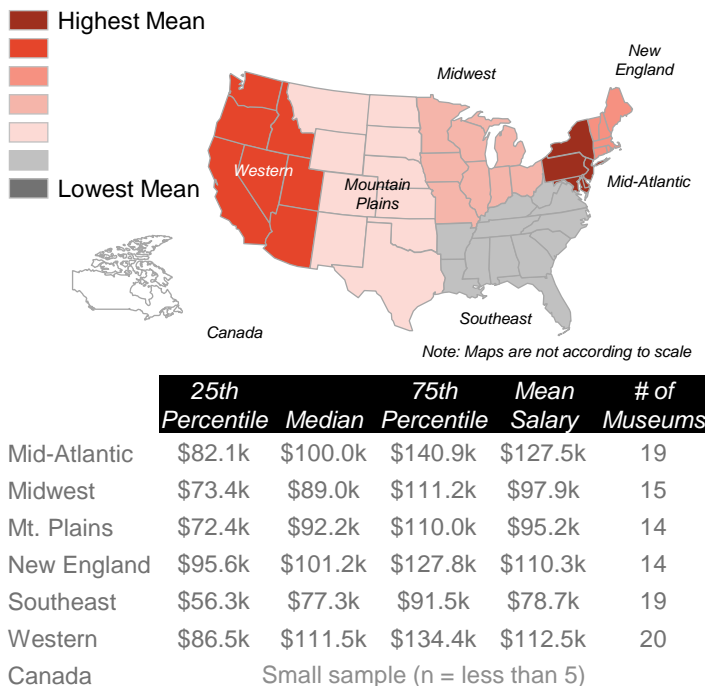 Highest Mean
Lowest Mean
New
England
Midwest
Western
Mountain
Plains
Mid-Atlantic
Southeast
Canada
Note: Maps are not according to scale
25th Percentile Median 75th Percentile Mean Salary # of Museums
Mid-Atlantic $82.1k $100.0k $140.9k $127.5k 19
Midwest $73.4k $89.0k $111.2k $97.9k 15
Mt. Plains $72.4k $92.2k $110.0k $95.2k 14
New England $95.6k $101.2k $127.8k $110.3k 14
Southeast $56.3k $77.3k $91.5k $78.7k 19
Western $86.5k $111.5k $134.4k $112.5k 20
Canada Small sample (n = less than 5)